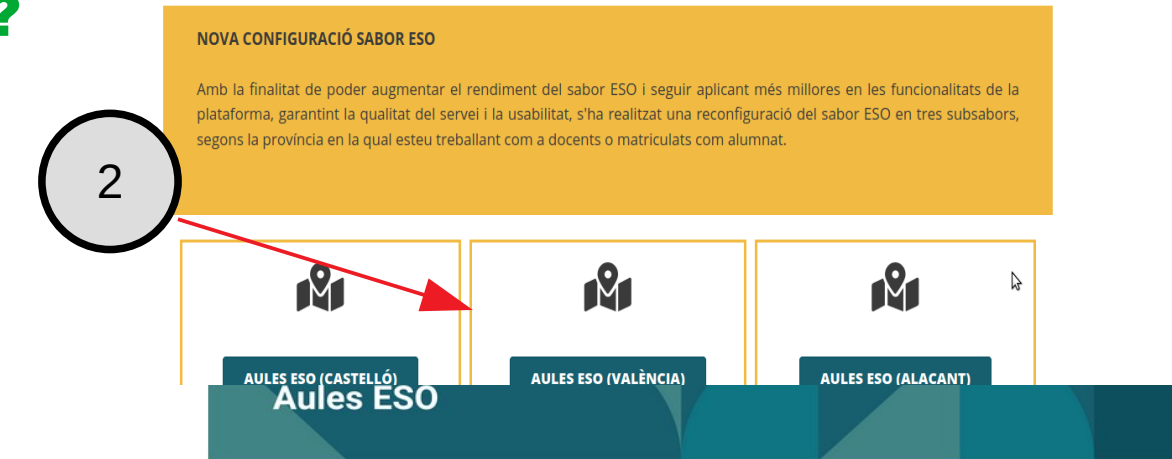 ?
NOVA CONFIGURACIÓ SABOR ESO
Amb la finalitat de poder augmentar el rendiment del sabor ESO i seguir aplicant més millores en les funcionalitats de la
plataforma, garantint la qualitat del servei i la usabilitat, s'ha realitzat una reconfiguració del sabor ESO en tres subsabors,
segons la província en la qual esteu treballant com a docents o matriculats com alumnat.
2
AULES ESO (CASTELLÓ)
AULES ESO (VALÈNCIA)
AULES ESO (ALACANT)
Aules ESO